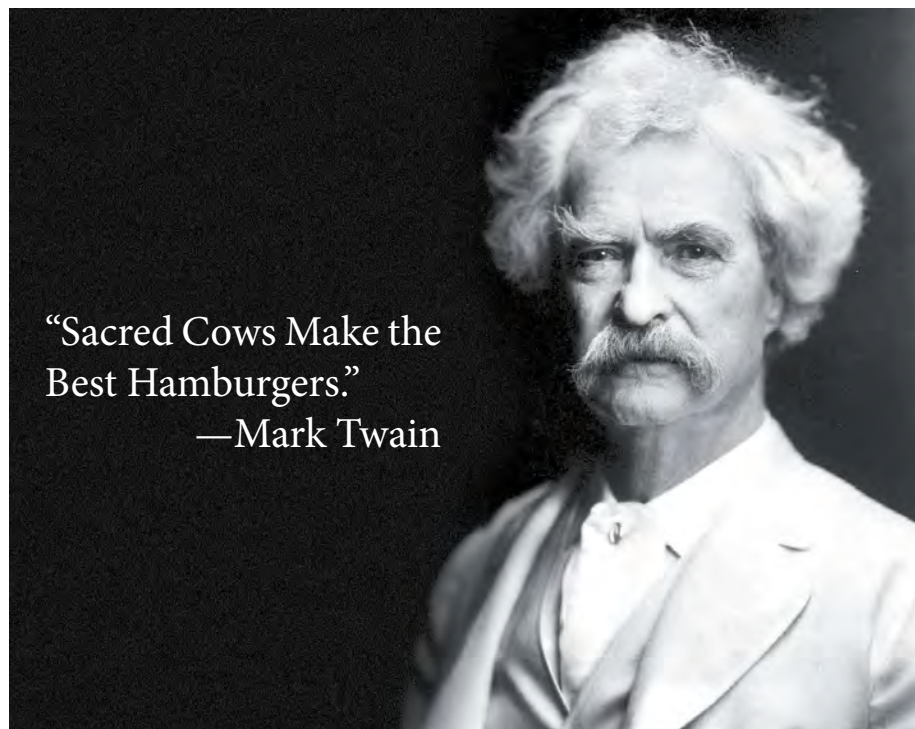 “Sacred Cows Make the
Best Hamburgers.”
—Mark Twain